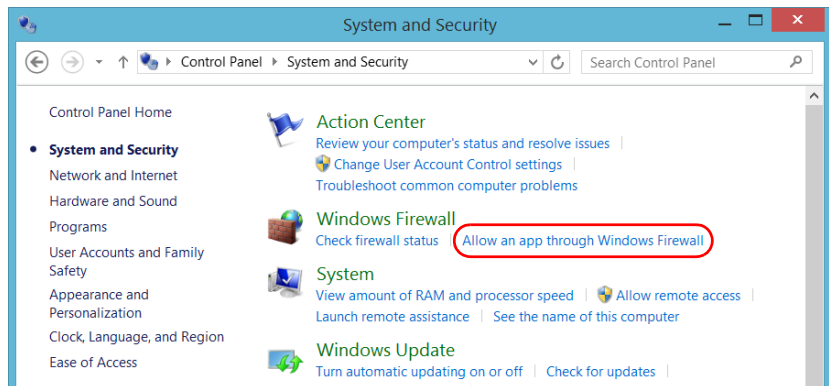 System and Security
Control Panel System and Security
Search Control Panel
Control Panel Home
System and Security
Network and Internet
Hardware and Sound
Programs
User Accounts and Family
Safety
Appearance and
Personalization
Clock, Language, and Region
Ease of Access
Action Center
Review your computer's status and resolve issues
Change User Account Control settings
Troubleshoot common computer problems
Windows Firewall
Check firewall status Allow an app through Windows Firewall
System
View amount of RAM and processor speed Allow remote access
Launch remote assistance See the name of this computer
Windows Update
Turn automatic updating on or off Check for updates